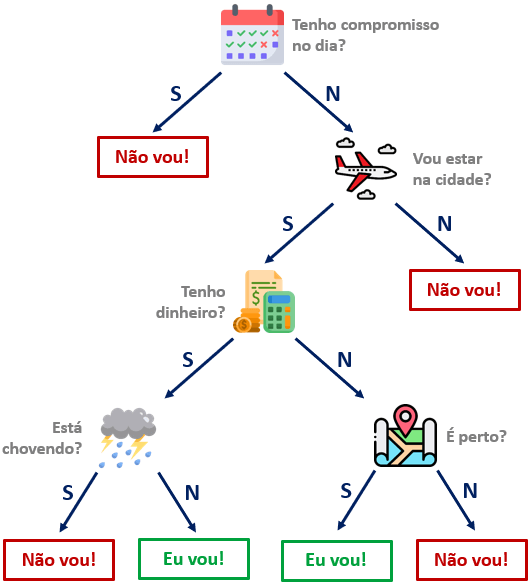 Tenho compromisso
no dia?
S
N
Não vou!
Vou estar
na cidade?
S
N
Tenho
dinheiro?
Não vou!
S
N
Está
chovendo?
É perto?
S
N
S
N
Não vou!
Eu vou!
Eu vou!
Não vou!